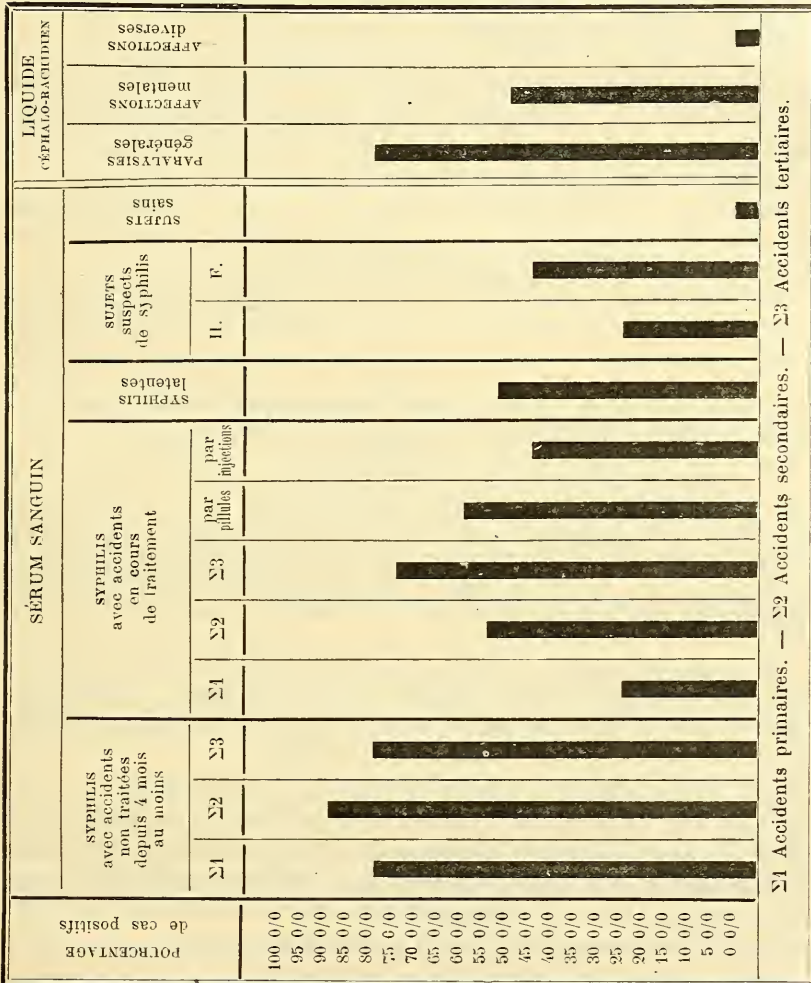 POURCENTAGE
de cas positifs
SÉRUM SANGUIN
LIQUIDE
CÉPHALO-RACHIDIEN
SYPHILIS
avec accidents
non traitées
depuis 4 mois
au moins
SYPHILIS
avec accidents
en cours
de traitement
SYPHILIS
latentes
SUJETS
suspects
de syphilis
SUJETS
sains
PARALYSIES
générales
AFFECTIONS
mentales
AFFECTIONS
diverses
Σ1
Σ2
Σ3
Σ1
Σ2
Σ3
par
pillules
par
injections
H.
F.
100 0/0
95 0/0
90 0/0
85 0/0
80 0/0
75 0/0
70 0/0
65 0/0
60 0/0
55 0/0
50 0/0
45 0/0
40 0/0
35 0/0
30 0/0
25 0/0
20 0/0
15 0/0
10 0/0
5 0/0
0 0/0
Σ1 Accidents primaires. — Σ2 Accidents secondaires. — Σ3 Accidents tertiaires.